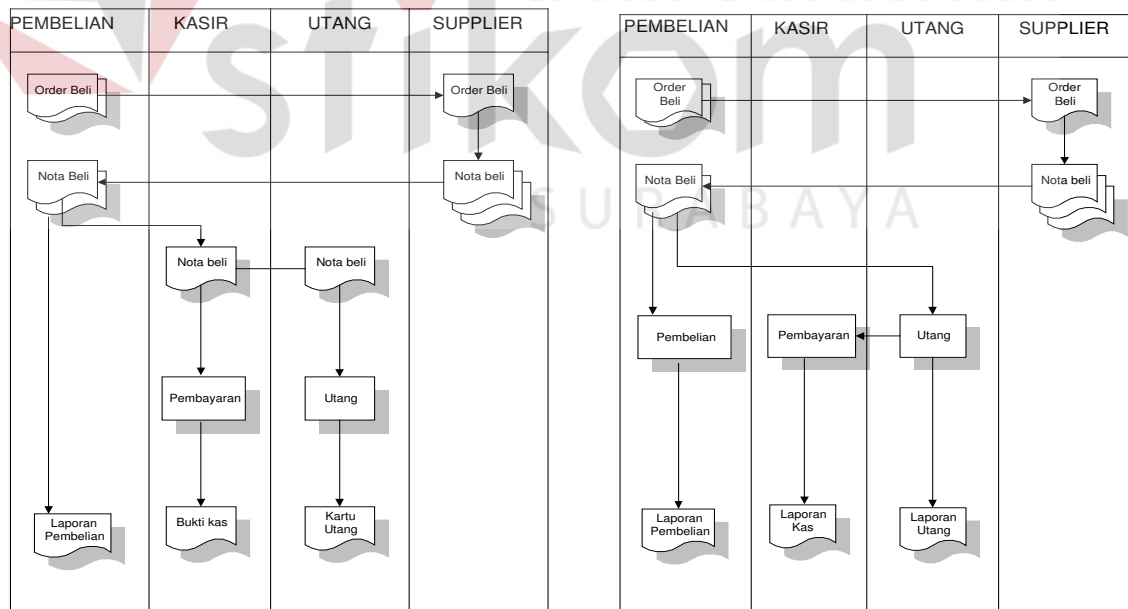 PEMBELIAN KASIR UTANG SUPPLIER
Order Beli
Order Beli
Nota Beli
Nota beli
Nota beli
Nota beli
Pembayaran
Utang
Laporan
Pembelian
Bukti kas
Kartu
Utang
PEMBELIAN KASIR UTANG SUPPLIER
Order
Beli
Order
Beli
Nota Beli
Nota beli
Pembelian
Pembayaran
Utang
Laporan
Pembelian
Laporan
Kas
Laporan
Utang
stikom
SURABAYA